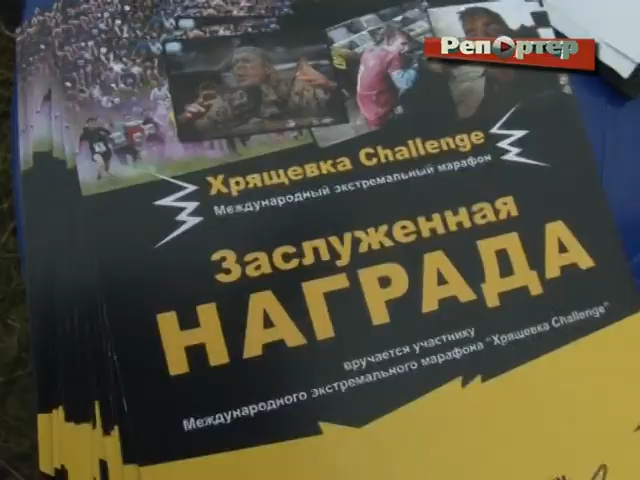 РепОртер
Хрящевка Challenge
Международный экстремальный марафон
Заслуженная
НАГРАДА
вручается участнику
Международного экстремального марафона "Хрящевка Challenge"